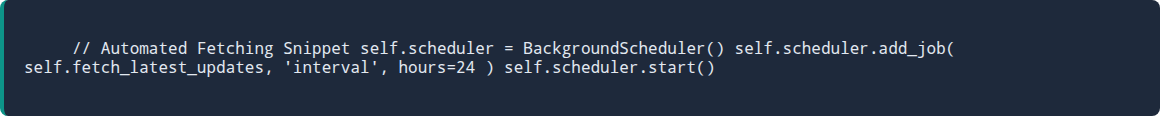 // Automated Fetching Snippet self.scheduler = BackgroundScheduler() self.scheduler.add_job(
self.fetch_latest_updates, 'interval', hours=24 ) self.scheduler.start()